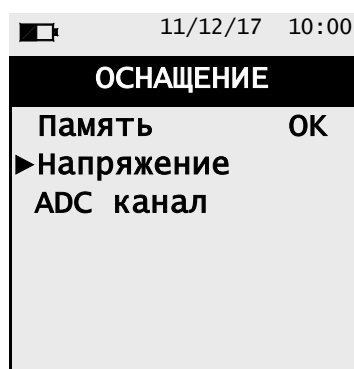 11/12/17 10:00
ОСНАЩЕНИЕ
Память OK
►Напряжение
ADC канал